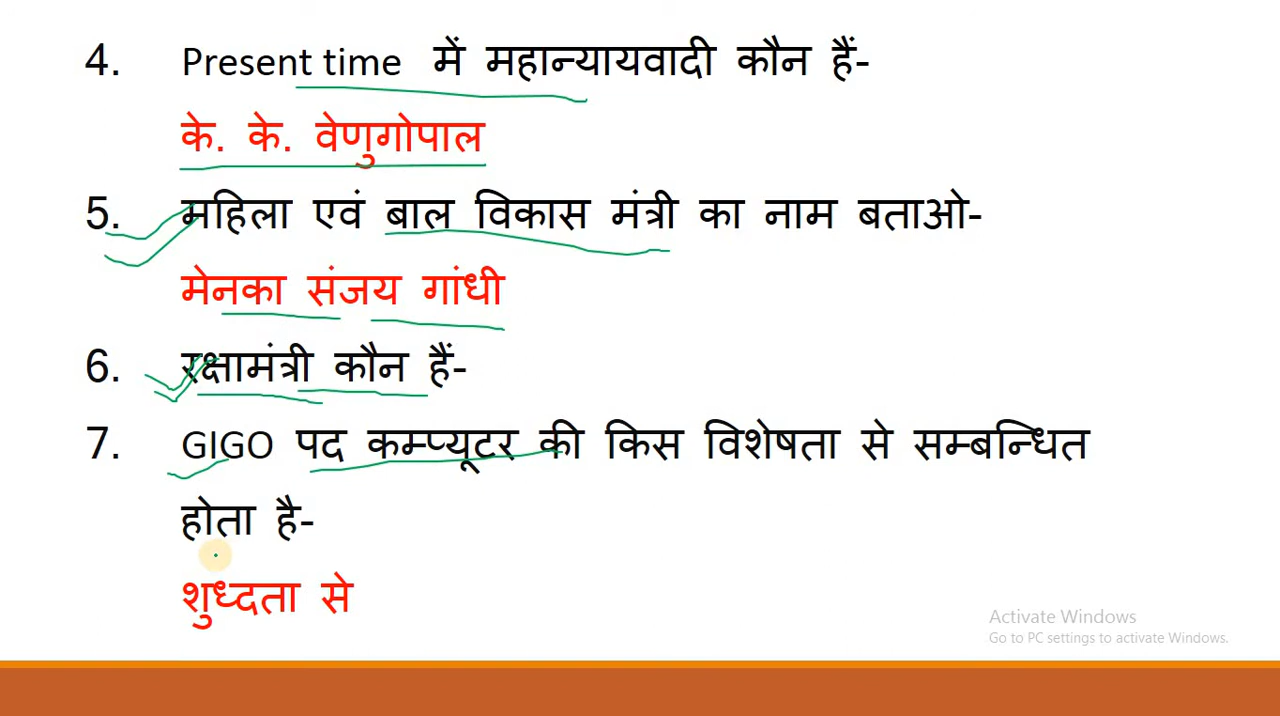 4. Present time में महान्यायवादी कौन हैं-
के. के. वेणुगोपाल
5. महिला एवं बाल विकास मंत्री का नाम बताओ-
मेनका संजय गांधी
6. रक्षामंत्री कौन हैं-
7. GIGO पद कम्प्यूटर की किस विशेषता से सम्बन्धित
होता है-
शुध्दता से
Activate Windows
Go to PC settings to activate Windows.